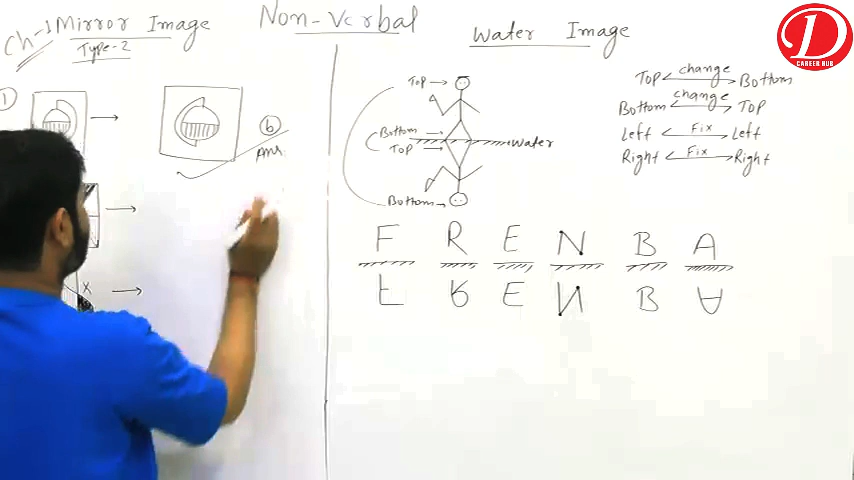 Non-Verbal
Ch-1 Mirror Image
Type-2
1
b
Ans
x
Water Image
Top
Bottom
Top
Water
Bottom
Top change Bottom
Bottom change Top
Left Fix Left
Right Fix Right
F R E N B A
D
CAREER HUB